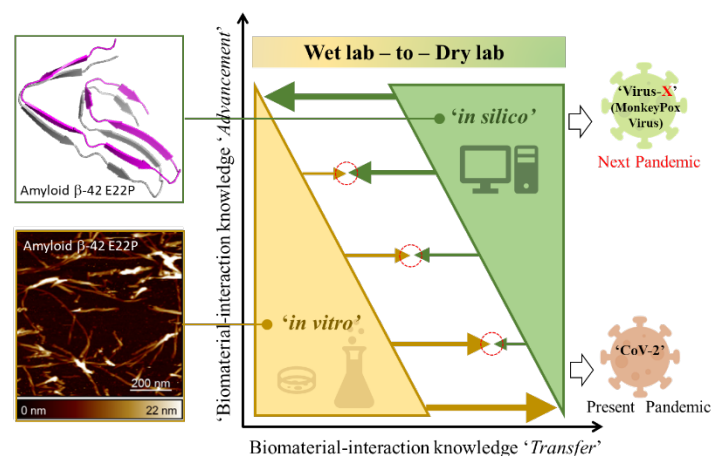 Wet lab – to – Dry lab
Amyloid β-42 E22P
Amyloid β-42 E22P
200 nm
0 nm
22 nm
'Biomaterial-interaction knowledge 'Advancement'
'in silico'
'in vitro'
Biomaterial-interaction knowledge 'Transfer'
'Virus-X'
(MonkeyPox
Virus)
Next Pandemic
'CoV-2'
Present Pandemic